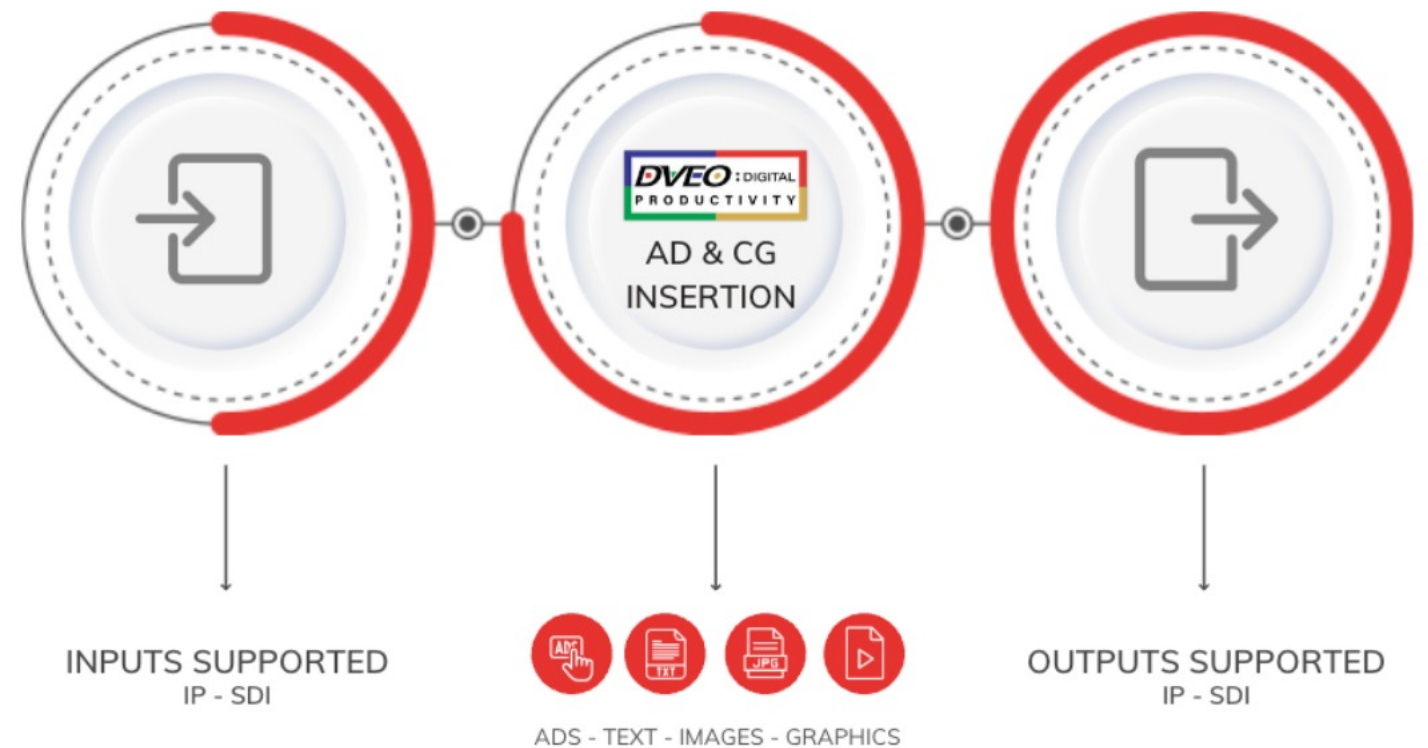 DVEO : DIGITAL
PRODUCTIVITY
AD & CG
INSERTION
INPUTS SUPPORTED
IP - SDI
ADS
TXT
JPG
ADS - TEXT - IMAGES - GRAPHICS
OUTPUTS SUPPORTED
IP - SDI